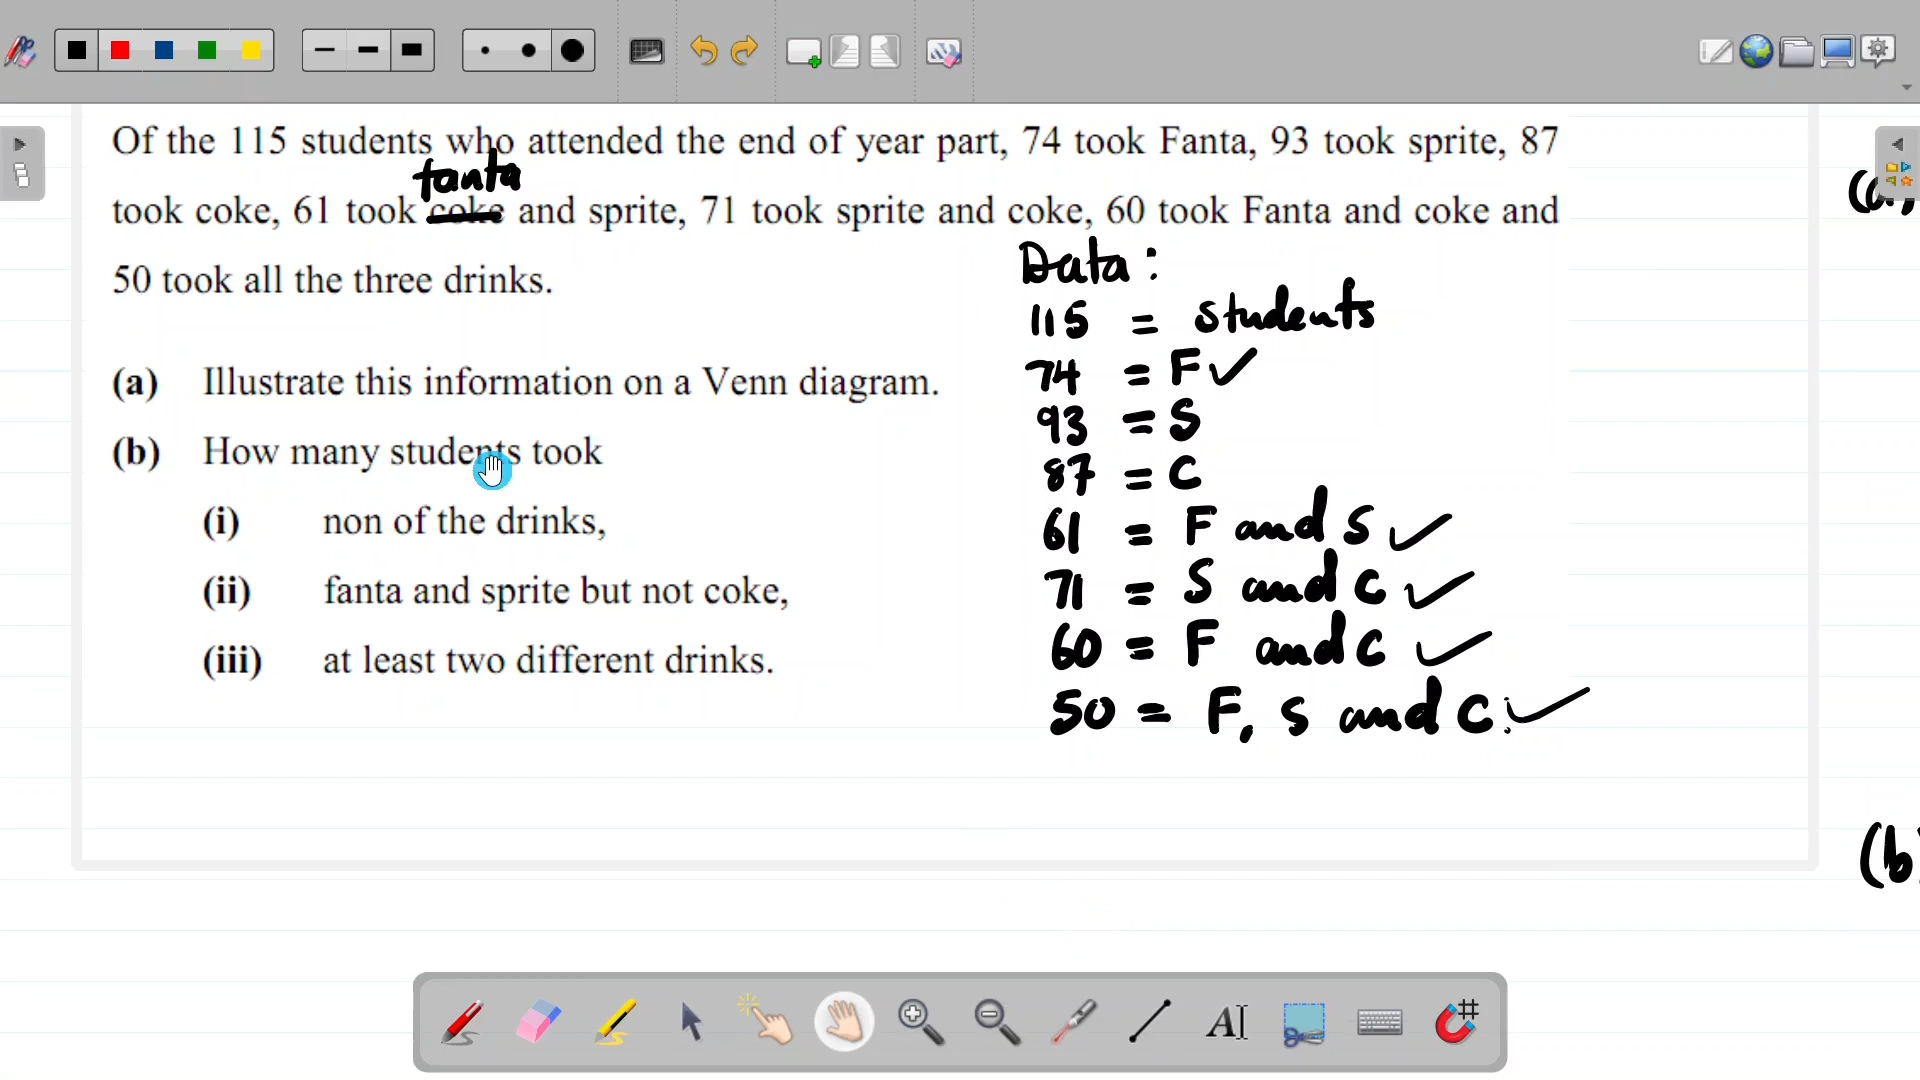 Of the 115 students who attended the end of year part, 74 took Fanta, 93 took sprite, 87
fanta
took coke, 61 took coke and sprite, 71 took sprite and coke, 60 took Fanta and coke and
50 took all the three drinks.
(a) Illustrate this information on a Venn diagram.
(b) How many students took
(i) non of the drinks,
(ii) fanta and sprite but not coke,
(iii) at least two different drinks.
Data:
115 = students
74 = F ✓
93 = S
87 = C
61 = F and S ✓
71 = S and C ✓
60 = F and C ✓
50 = F, S and C ✓
(a)
(b)
AI